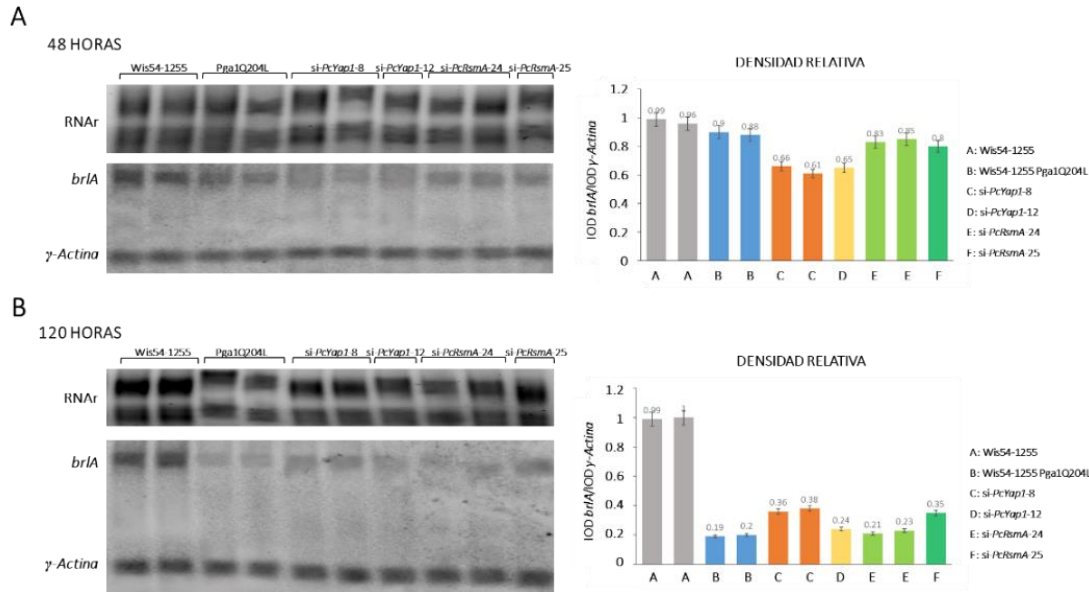 A
48 HORAS
Wis54-1255 Pga1Q204L si-PcYap1-8 si-PcYap1-12 si-PcRsmA-24 si-PcRsmA-25
RNAr
brlA
γ-Actina
DENSIDAD RELATIVA
IOD brlA/IOD γ-Actina
1.2
1
0.8
0.6
0.4
0.2
0
0.99 0.96 0.9 0.88 0.66 0.61 0.65 0.83 0.85 0.8
A A B B C C D E E F
A: Wis54-1255
B: Wis54-1255 Pga1Q204L
C: si-PcYap1-8
D: si-PcYap1-12
E: si-PcRsmA-24
F: si-PcRsmA-25
B
120 HORAS
Wis54-1255 Pga1Q204L si-PcYap1-8 si-PcYap1-12 si-PcRsmA-24 si-PcRsmA-25
RNAr
brlA
γ-Actina
DENSIDAD RELATIVA
IOD brlA/IOD γ-Actina
1.2
1
0.8
0.6
0.4
0.2
0
0.99 1 0.19 0.2 0.36 0.38 0.24 0.21 0.23 0.35
A A B B C C D E E F
A: Wis54-1255
B: Wis54-1255 Pga1Q204L
C: si-PcYap1-8
D: si-PcYap1-12
E: si-PcRsmA-24
F: si-PcRsmA-25